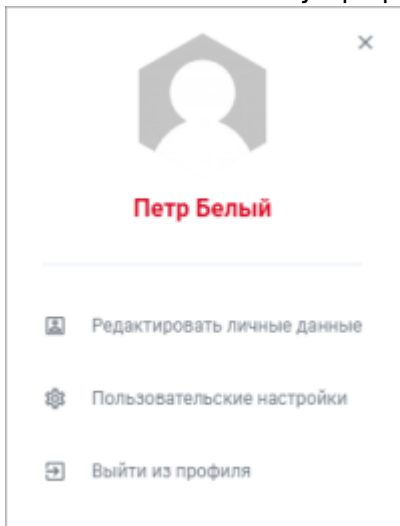 Петр Белый
Редактировать личные данные
Пользовательские настройки
Выйти из профиля